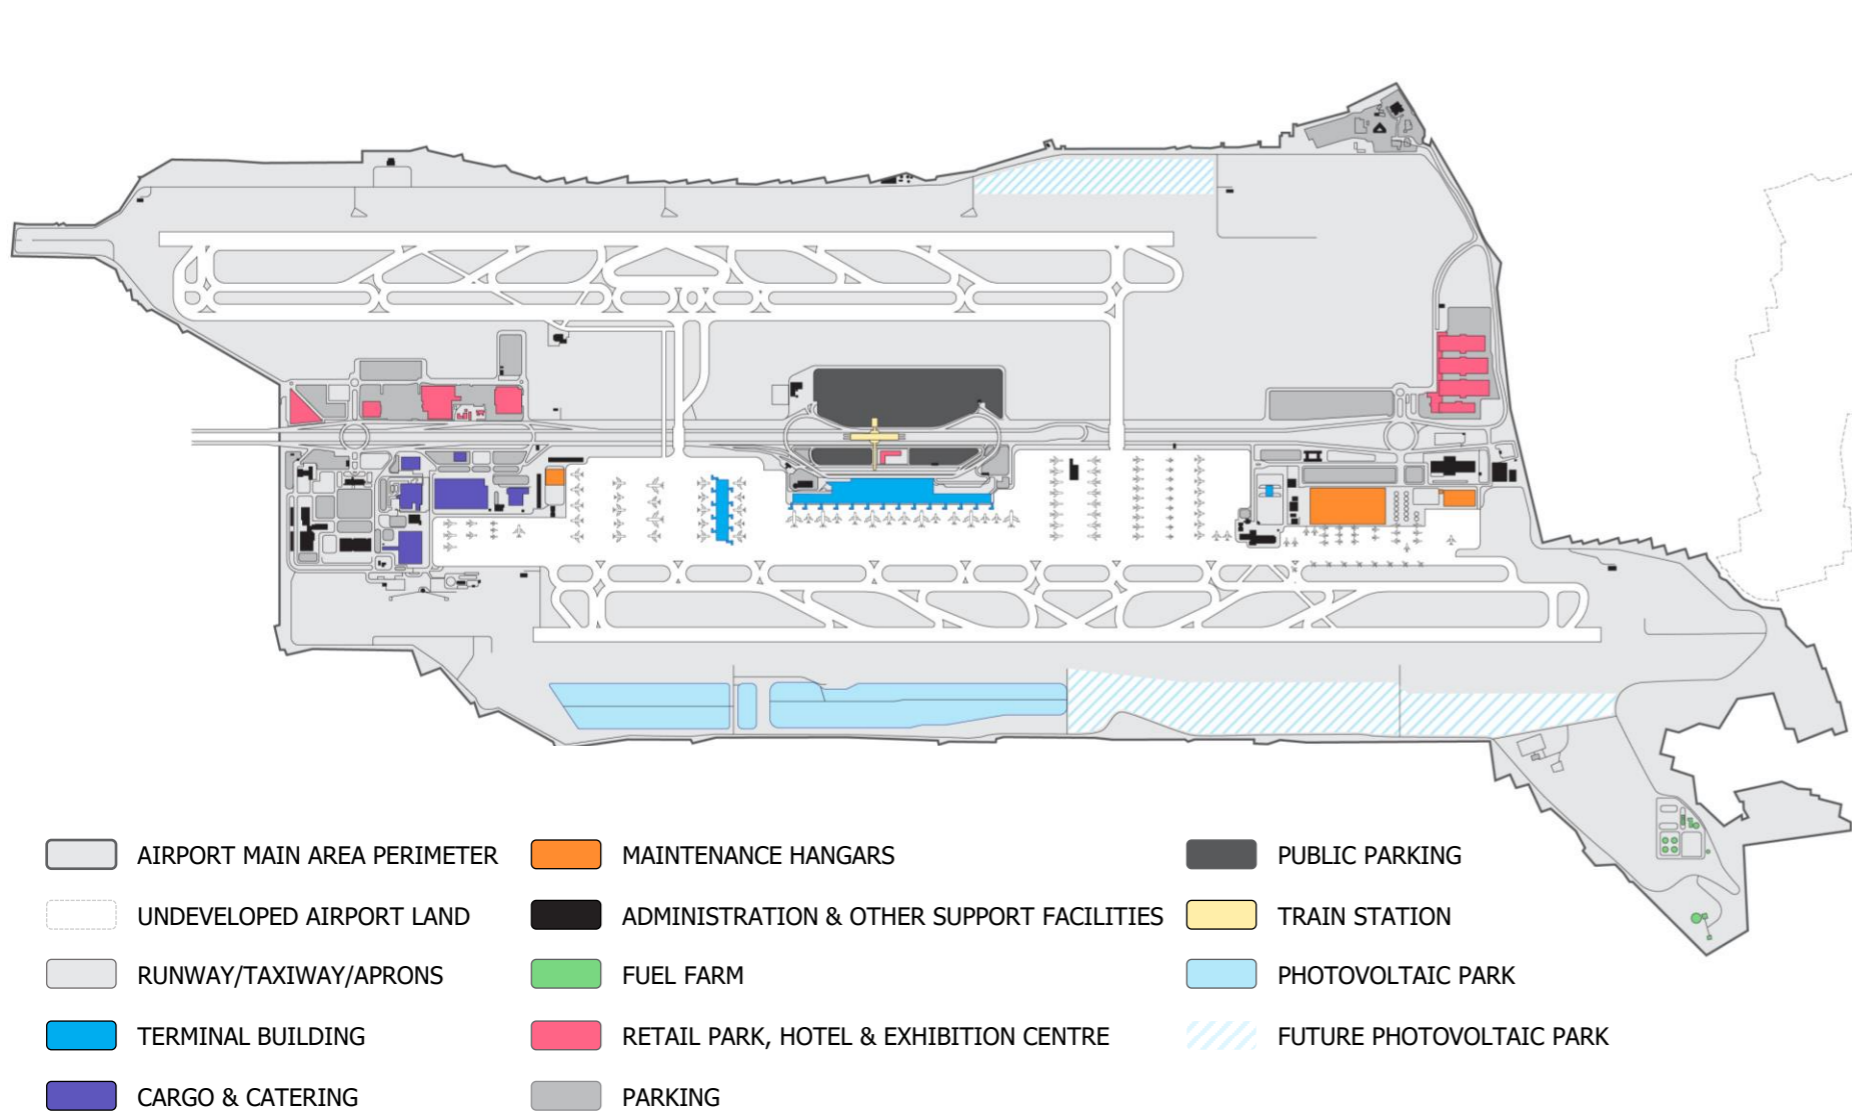 AIRPORT MAIN AREA PERIMETER
UNDEVELOPED AIRPORT LAND
RUNWAY/TAXIWAY/APRONS
TERMINAL BUILDING
CARGO & CATERING
MAINTENANCE HANGARS
ADMINISTRATION & OTHER SUPPORT FACILITIES
FUEL FARM
RETAIL PARK, HOTEL & EXHIBITION CENTRE
PARKING
PUBLIC PARKING
TRAIN STATION
PHOTOVOLTAIC PARK
FUTURE PHOTOVOLTAIC PARK